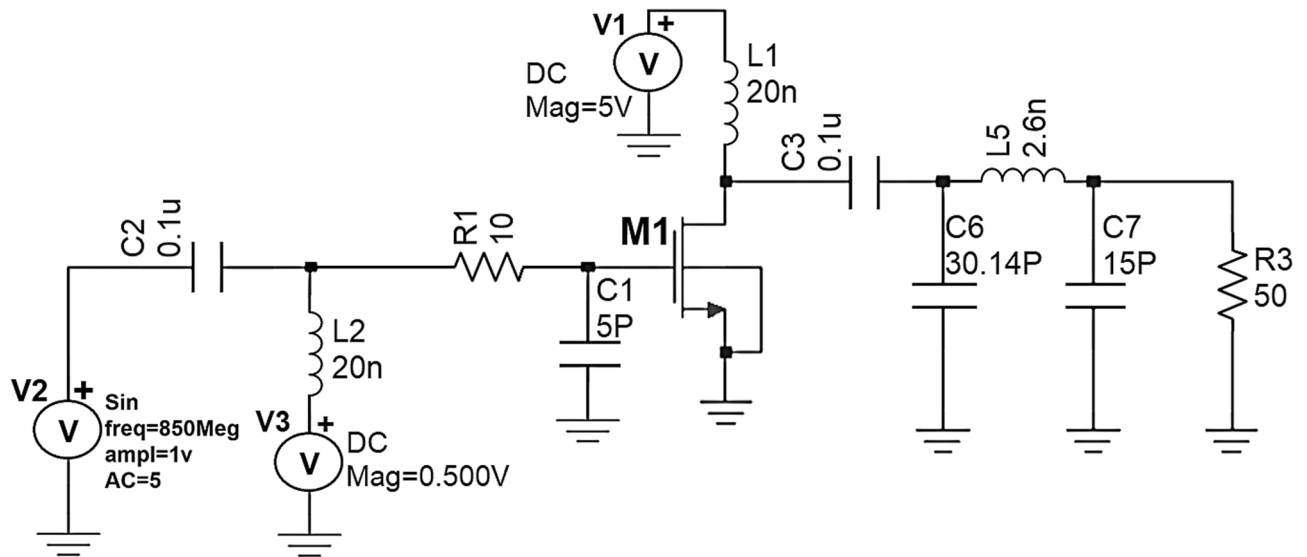 V1
+
V
DC
Mag=5V
L1
20n
C3
0.1u
L5
2.6n
C2
0.1u
R1
10
M1
C6
30.14P
C7
15P
R3
50
C1
5P
L2
20n
V2
+
V
Sin
freq=850Meg
ampl=1v
AC=5
V3
+
V
DC
Mag=0.500V